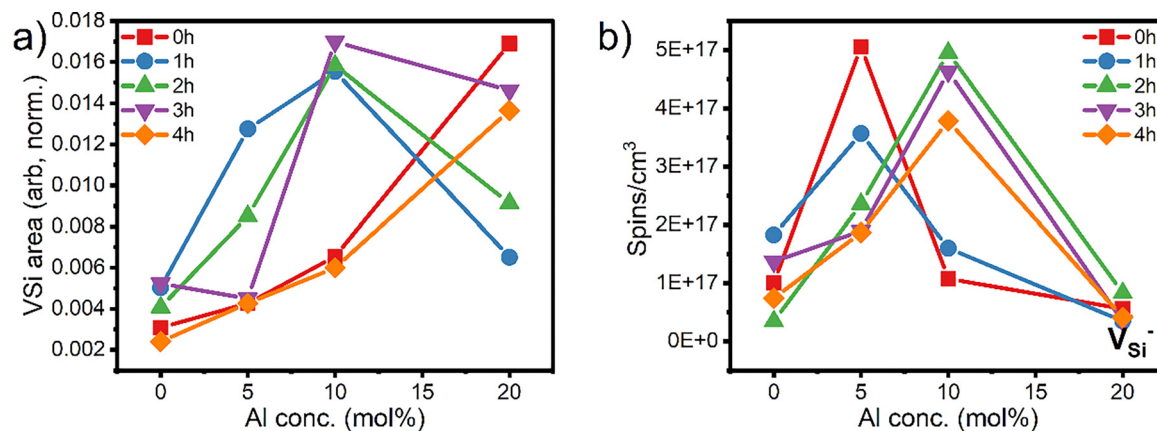 a)
0h
1h
2h
3h
4h
0.018
0.016
0.014
0.012
0.010
0.008
0.006
0.004
0.002
VSi area (arb, norm.)
0 5 10 15 20
Al conc. (mol%)
b)
0h
1h
2h
3h
4h
5E+17
4E+17
3E+17
2E+17
1E+17
0E+0
Spins/cm³
V_Si⁻
0 5 10 15 20
Al conc. (mol%)